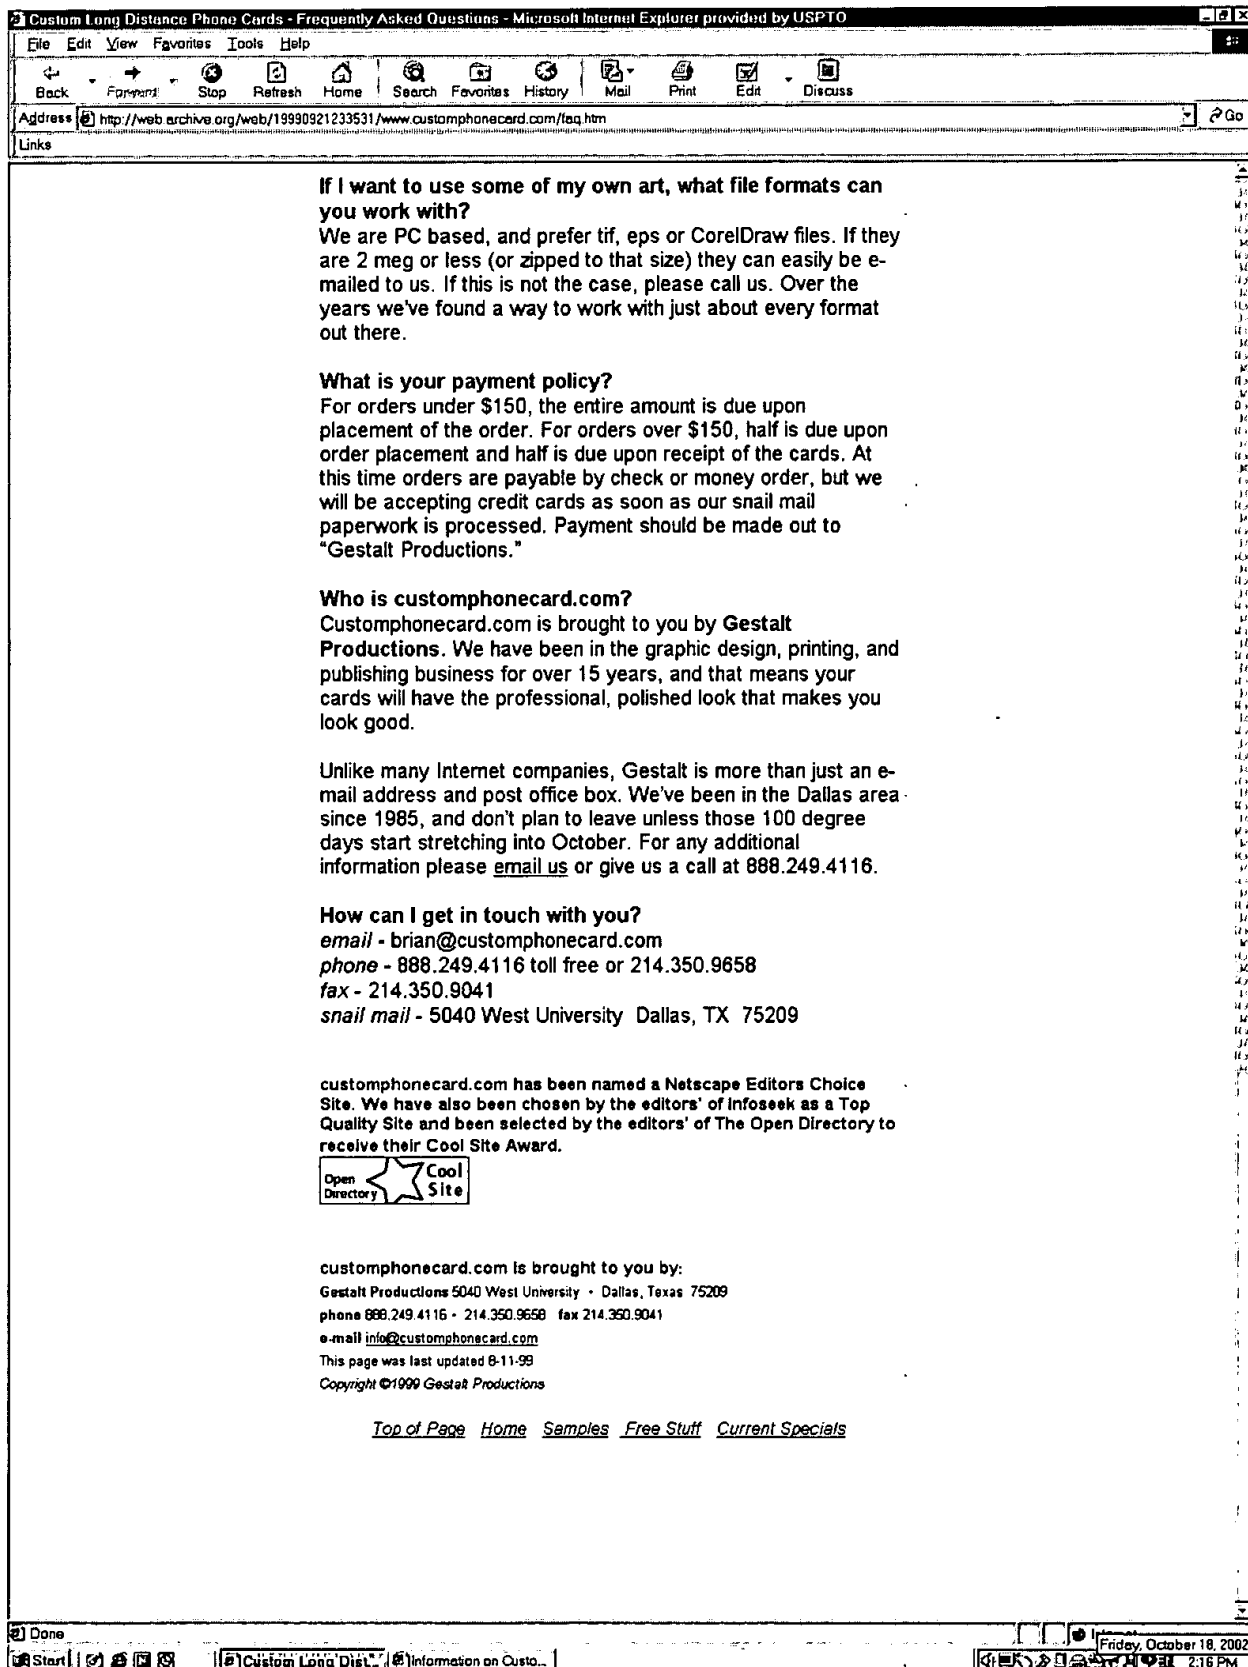 Custom Long Distance Phone Cards - Frequently Asked Questions - Microsoft Internet Explorer provided by USPTO
File Edit View Favorites Tools Help
Back Forward Stop Refresh Home Search Favorites History Mail Print Edit Discuss
Address http://web.archive.org/web/19990921233531/www.customphonecard.com/faq.htm Go
Links
If I want to use some of my own art, what file formats can
you work with?
We are PC based, and prefer tif, eps or CorelDraw files. If they
are 2 meg or less (or zipped to that size) they can easily be e-
mailed to us. If this is not the case, please call us. Over the
years we've found a way to work with just about every format
out there.
What is your payment policy?
For orders under $150, the entire amount is due upon
placement of the order. For orders over $150, half is due upon
order placement and half is due upon receipt of the cards. At
this time orders are payable by check or money order, but we
will be accepting credit cards as soon as our snail mail
paperwork is processed. Payment should be made out to
"Gestalt Productions."
Who is customphonecard.com?
Customphonecard.com is brought to you by Gestalt
Productions. We have been in the graphic design, printing, and
publishing business for over 15 years, and that means your
cards will have the professional, polished look that makes you
look good.
Unlike many Internet companies, Gestalt is more than just an e-
mail address and post office box. We've been in the Dallas area
since 1985, and don't plan to leave unless those 100 degree
days start stretching into October. For any additional
information please email us or give us a call at 888.249.4116.
How can I get in touch with you?
email - brian@customphonecard.com
phone - 888.249.4116 toll free or 214.350.9658
fax - 214.350.9041
snail mail - 5040 West University Dallas, TX 75209
customphonecard.com has been named a Netscape Editors Choice
Site. We have also been chosen by the editors' of Infoseek as a Top
Quality Site and been selected by the editors' of The Open Directory to
receive their Cool Site Award.
Open Directory Cool Site
customphonecard.com is brought to you by:
Gestalt Productions 5040 West University • Dallas, Texas 75209
phone 888.249.4116 • 214.350.9658 fax 214.350.9041
e-mail info@customphonecard.com
This page was last updated 8-11-99
Copyright ©1999 Gestalt Productions
Top of Page Home Samples Free Stuff Current Specials
Done
Friday, October 18, 2002
Start Custom Long Dist... Information on Custo... 2:16 PM